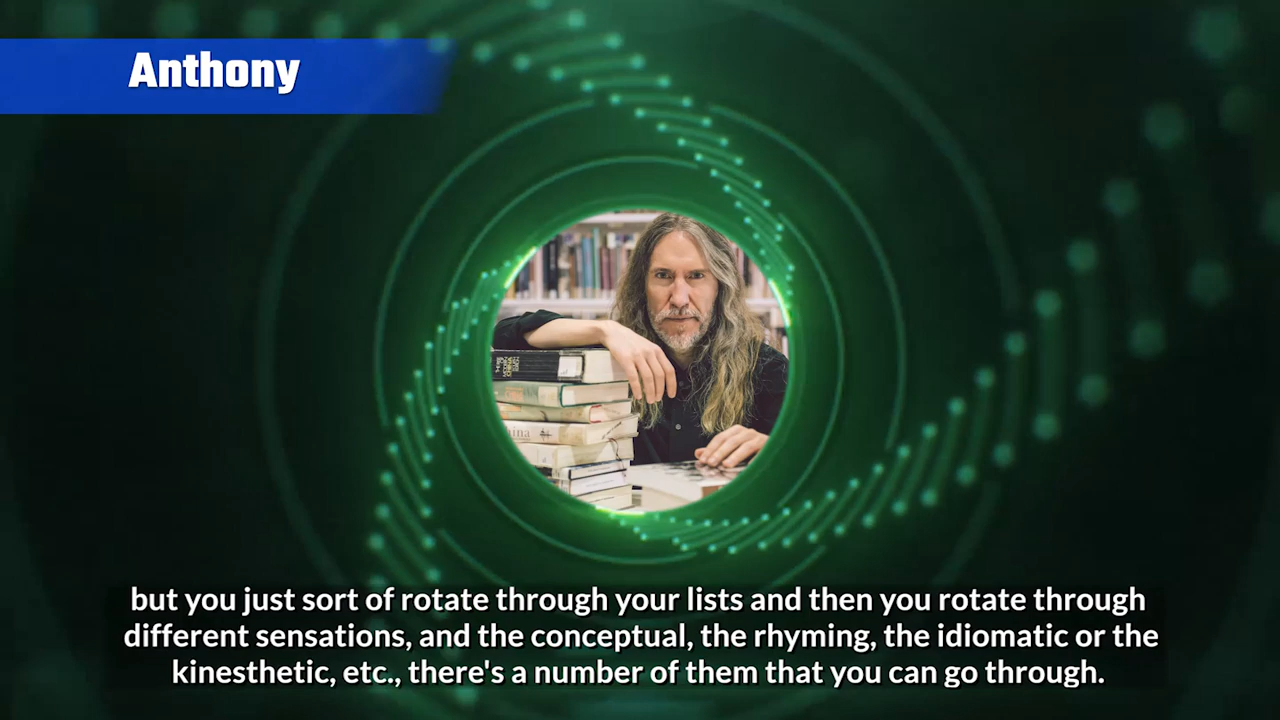 Anthony
but you just sort of rotate through your lists and then you rotate through
different sensations, and the conceptual, the rhyming, the idiomatic or the
kinesthetic, etc., there's a number of them that you can go through.